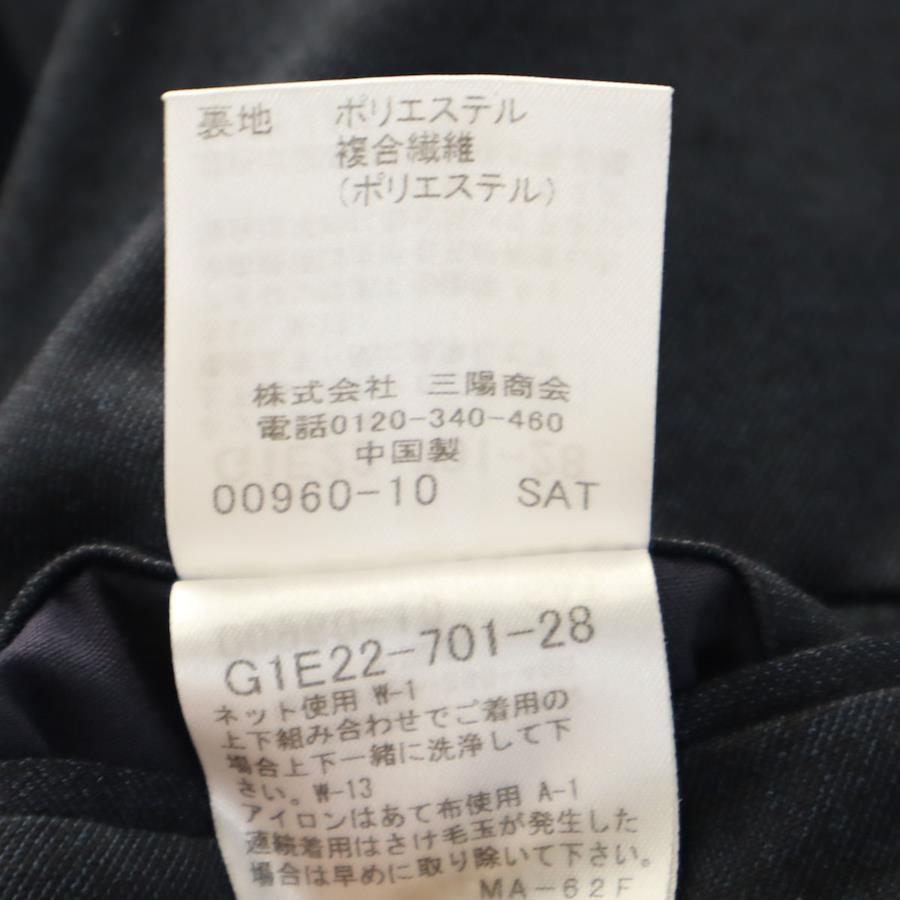 裏地 ポリエステル
複合繊維
(ポリエステル)
株式会社 三陽商会
電話0120-340-460
中国製
00960-10 SAT
G1E22-701-28
ネット使用 W-1
上下組み合わせでご着用の
場合上下一緒に洗浄して下
さい。W-13
アイロンはあて布使用 A-1
連続着用はさけ毛玉が発生した
場合は早めに取り除いて下さい。
MA-62F